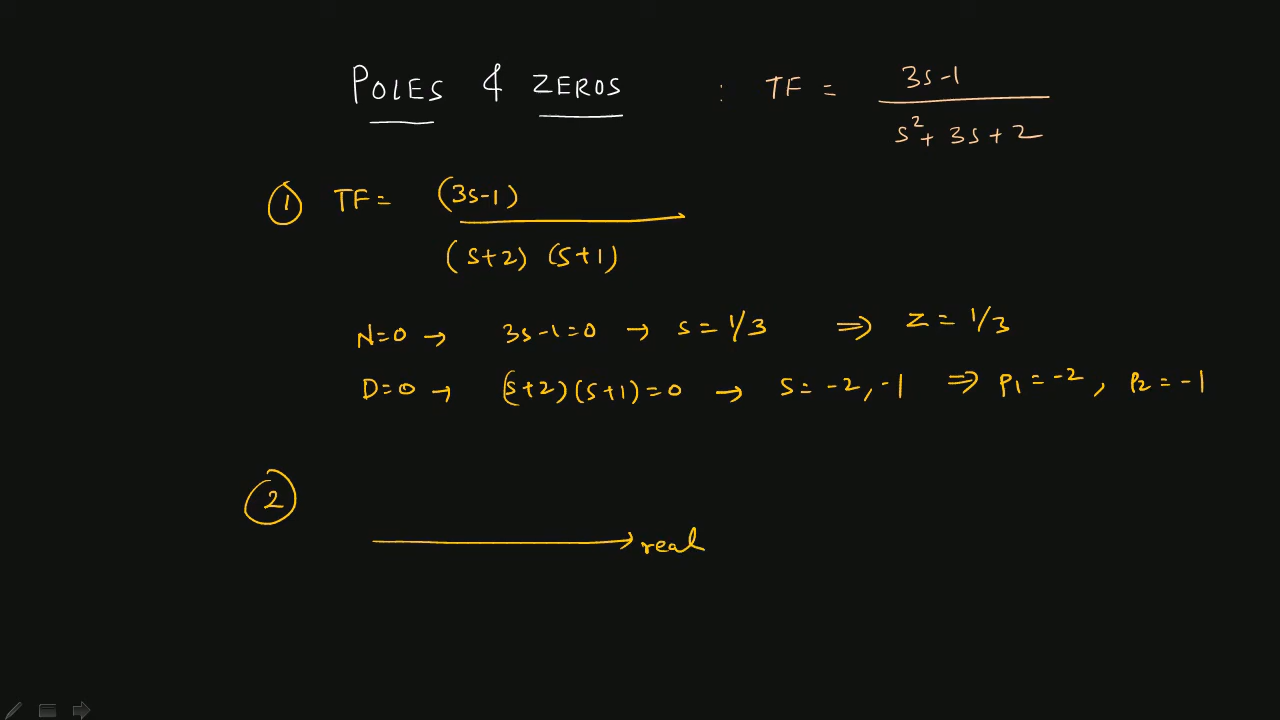 POLES & ZEROS : TF = 3s-1
s²+3s+2
① TF = (3s-1)
(s+2) (s+1)
N=0 → 3s-1=0 → s = 1/3 ⇒ Z = 1/3
D=0 → (s+2)(s+1)=0 → s = -2, -1 ⇒ P1 = -2, P2 = -1
②
real